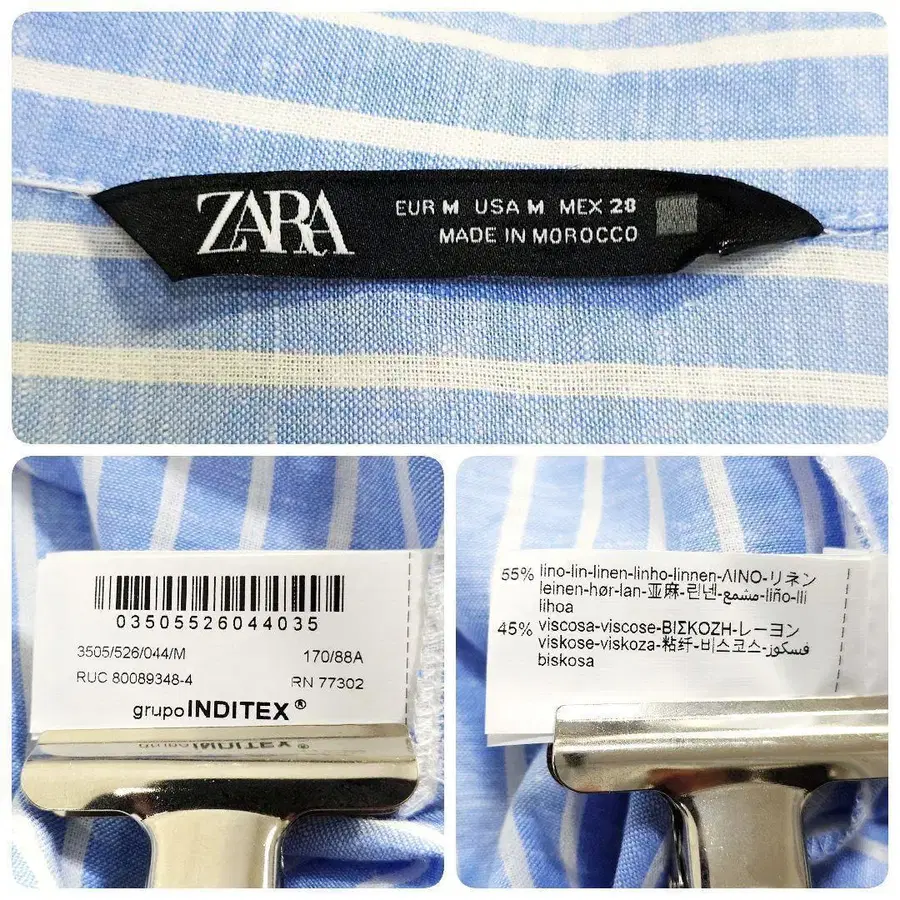 ZARA
EUR M USA M MEX 28
MADE IN MOROCCO
03505526044035
3505/526/044/M 170/88A
RUC 80089348-4 RN 77302
grupo INDITEX®
55% lino-lin-linen-linho-linnen-ΛΙΝΟ-リネン
leinen-hør-lan-亚麻-린넨-مشمع-liño-lli
lihoa
45% viscosa-viscose-ΒΙΣΚΟΖΗ-レーヨン
viskose-viskoza-粘纤-비스코스-فسكوز
biskosa